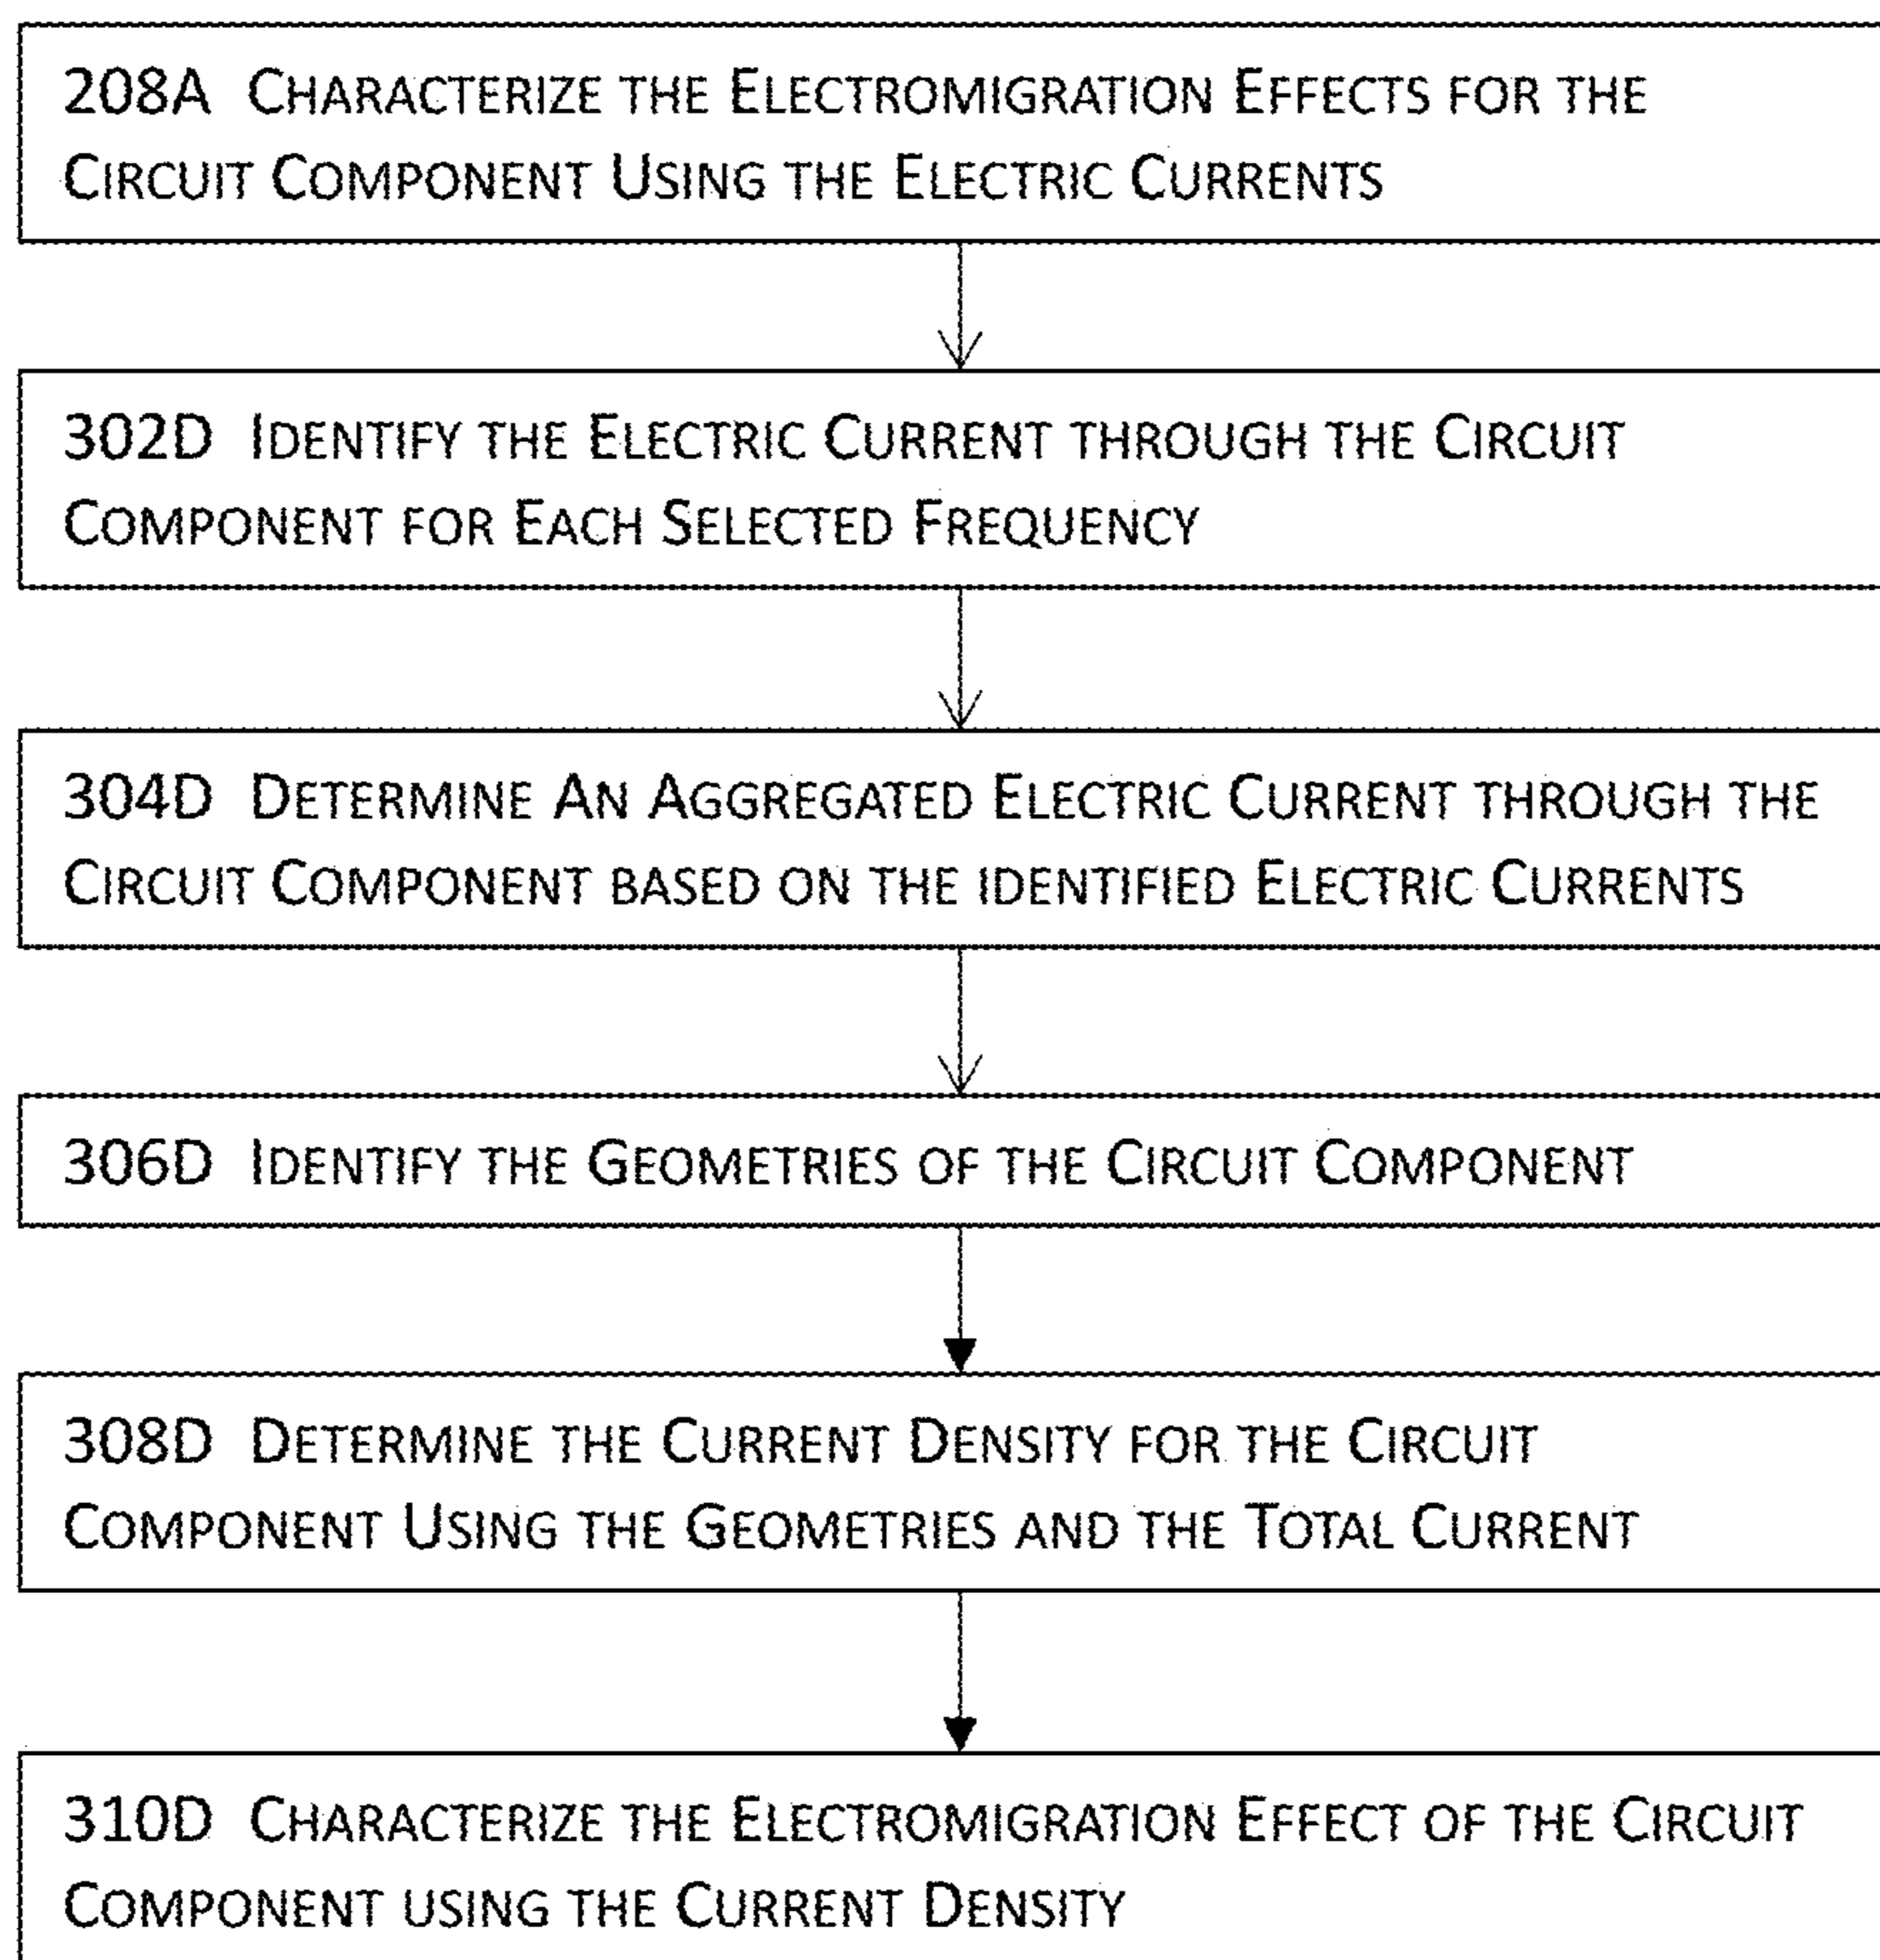 208A Characterize the Electromigration Effects for the
Circuit Component Using the Electric Currents
302D Identify the Electric Current through the Circuit
Component for Each Selected Frequency
304D Determine An Aggregated Electric Current through the
Circuit Component based on the identified Electric Currents
306D Identify the Geometries of the Circuit Component
308D Determine the Current Density for the Circuit
Component Using the Geometries and the Total Current
310D Characterize the Electromigration Effect of the Circuit
Component using the Current Density